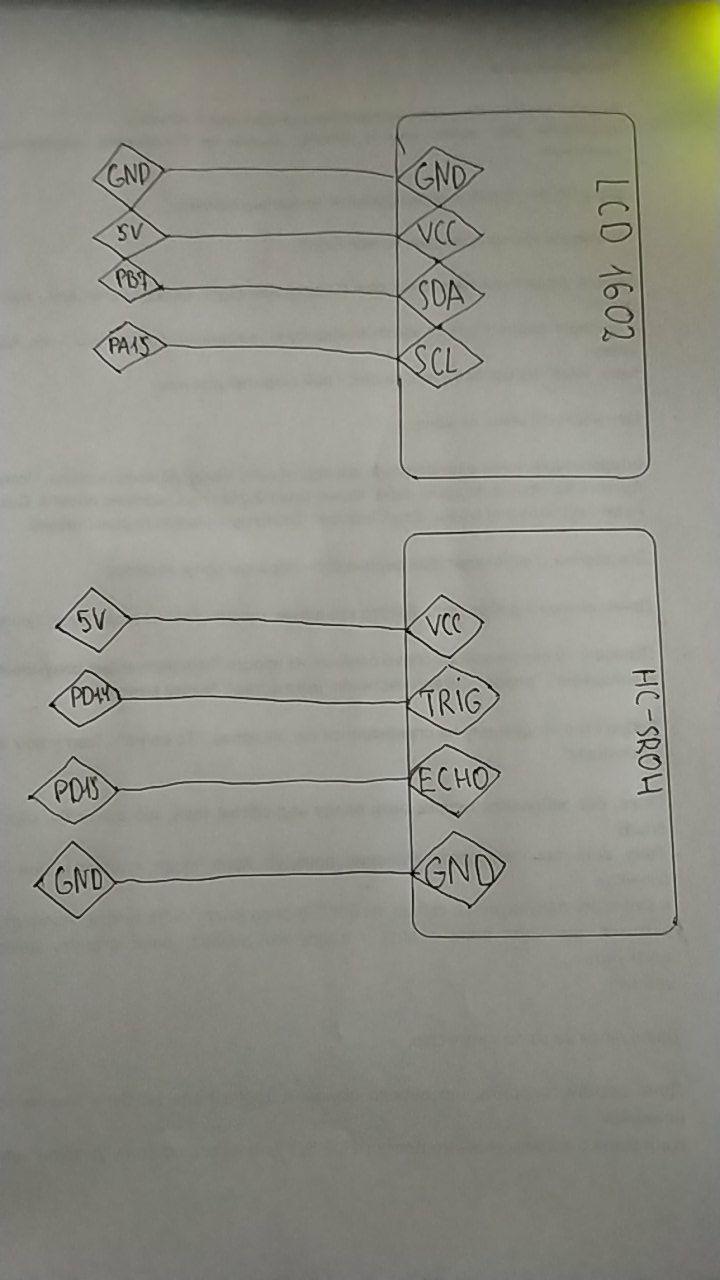 LCD 1602
GND GND
5V VCC
PB7 SDA
PA15 SCL
HC-SR04
5V VCC
PD14 TRIG
PD15 ECHO
GND GND